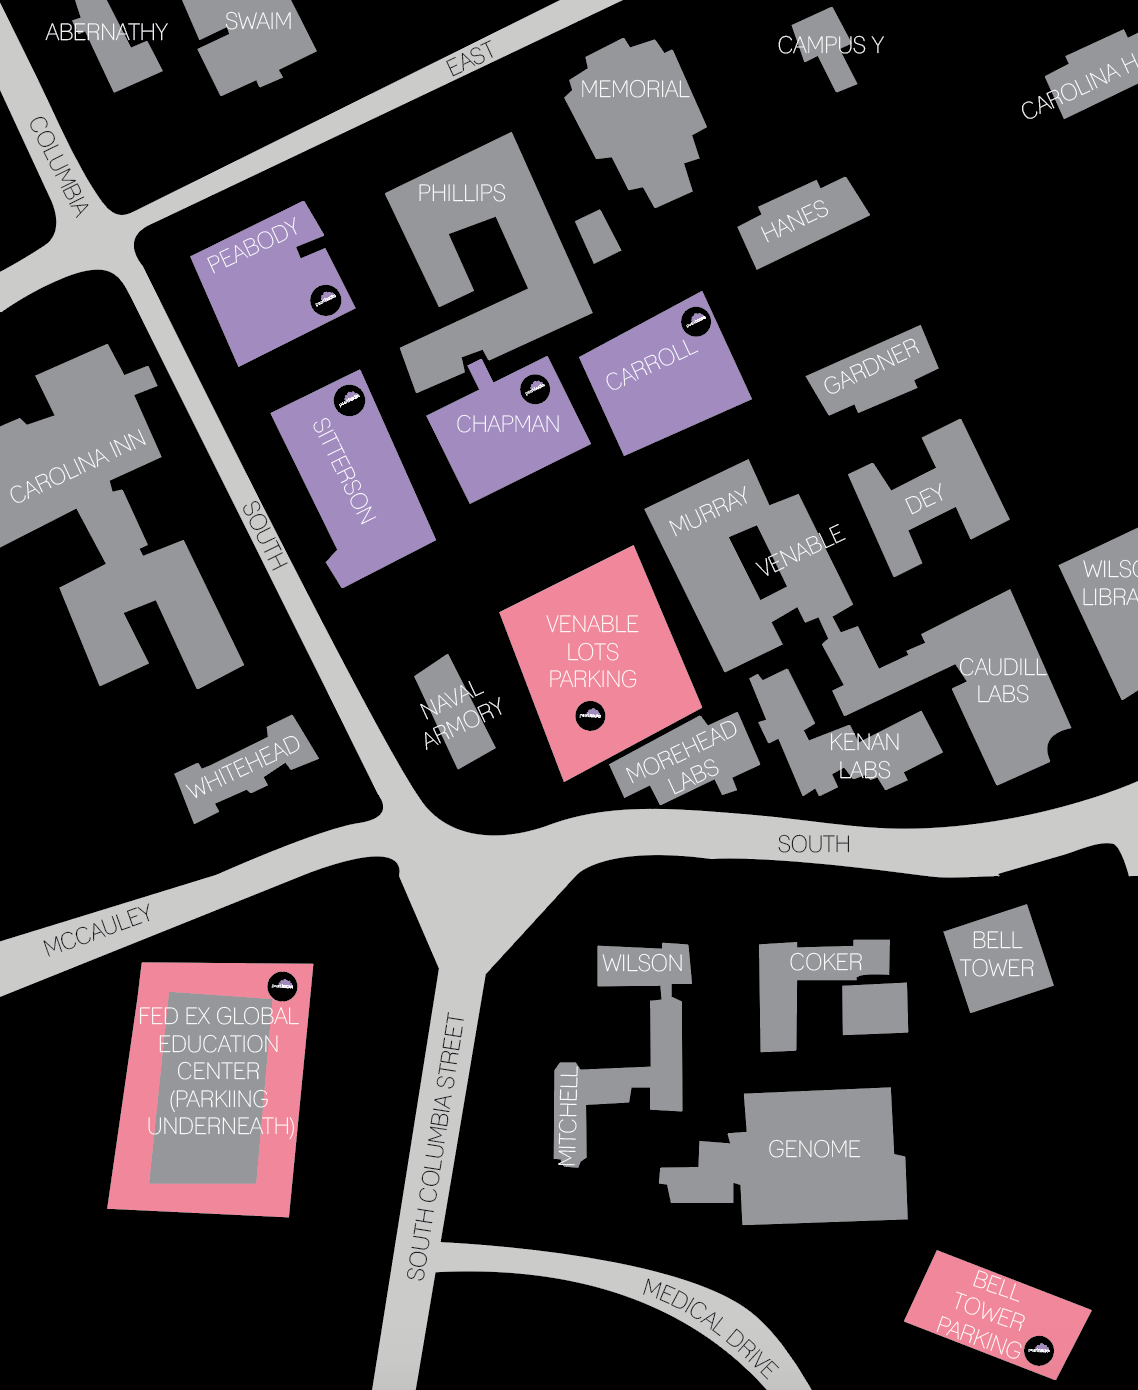 ABERNATHY
SWAIM
EAST
CAMPUS Y
MEMORIAL
CAROLINA H
COLUMBIA
PHILLIPS
HANES
PEABODY
CARROLL
GARDNER
CHAPMAN
SITTERSON
CAROLINA INN
SOUTH
MURRAY
VENABLE
DEY
WILSO
LIBRA
VENABLE
LOTS
PARKING
NAVAL
ARMORY
CAUDILL
LABS
WHITEHEAD
MOREHEAD
LABS
KENAN
LABS
SOUTH
MCCAULEY
WILSON
COKER
BELL
TOWER
FED EX GLOBAL
EDUCATION
CENTER
(PARKIING
UNDERNEATH)
SOUTH COLUMBIA STREET
MITCHELL
GENOME
MEDICAL DRIVE
BELL
TOWER
PARKING